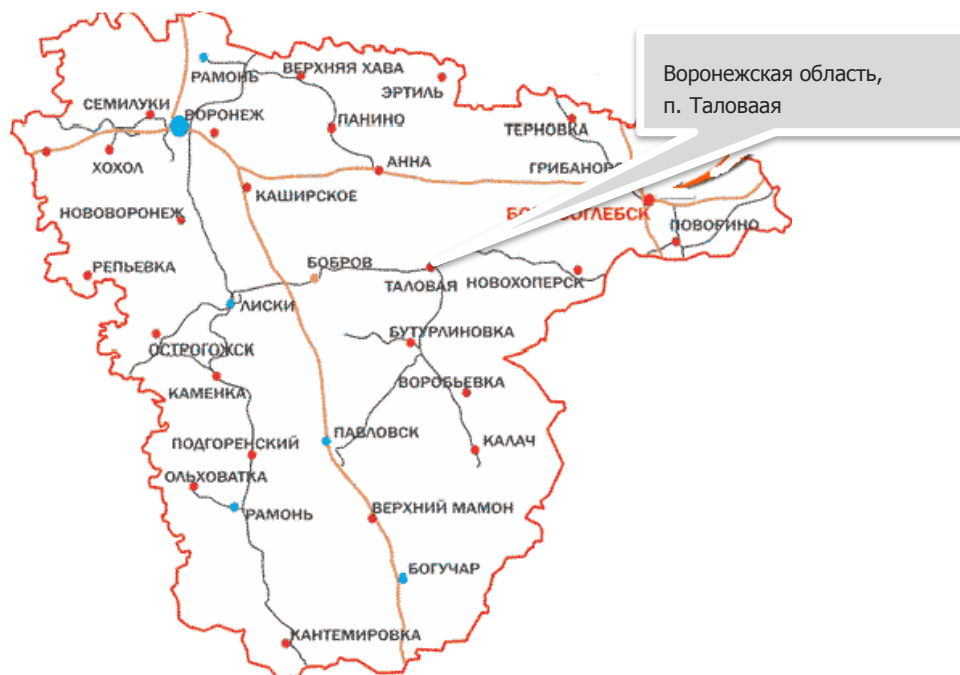 РАМОНЬ
ВЕРХНЯЯ ХАВА
ЭРТИЛЬ
Воронежская область,
п. Таловаая
СЕМИЛУКИ
ВОРОНЕЖ
ПАНИНО
ТЕРНОВКА
ХОХОЛ
АННА
ГРИБАНОВ
КАШИРСКОЕ
НОВОВОРОНЕЖ
ПОВОРИНО
РЕПЬЕВКА
БОБРОВ
ТАЛОВАЯ
НОВОХОПЕРСК
ЛИСКИ
БУТУРЛИНОВКА
ОСТРОГОЖСК
ВОРОБЬЕВКА
КАМЕНКА
ПОДГОРЕНСКИЙ
ПАВЛОВСК
КАЛАЧ
ОЛЬХОВАТКА
РАМОНЬ
ВЕРХНИЙ МАМОН
БОГУЧАР
КАНТЕМИРОВКА